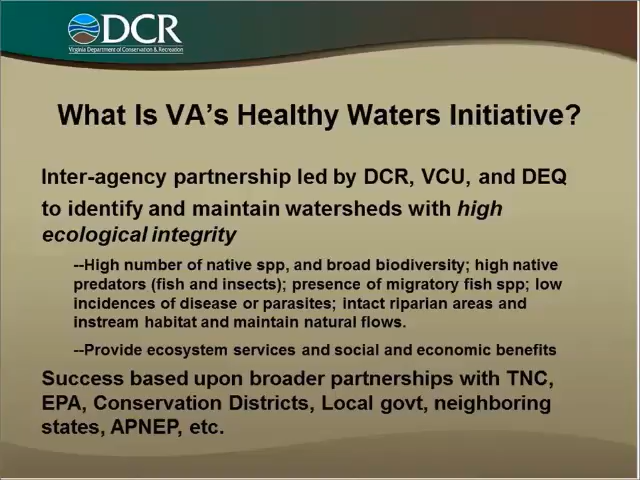 DCR
Virginia Department of Conservation & Recreation
What Is VA's Healthy Waters Initiative?
Inter-agency partnership led by DCR, VCU, and DEQ
to identify and maintain watersheds with high
ecological integrity
--High number of native spp, and broad biodiversity; high native
predators (fish and insects); presence of migratory fish spp; low
incidences of disease or parasites; intact riparian areas and
instream habitat and maintain natural flows.
--Provide ecosystem services and social and economic benefits
Success based upon broader partnerships with TNC,
EPA, Conservation Districts, Local govt, neighboring
states, APNEP, etc.